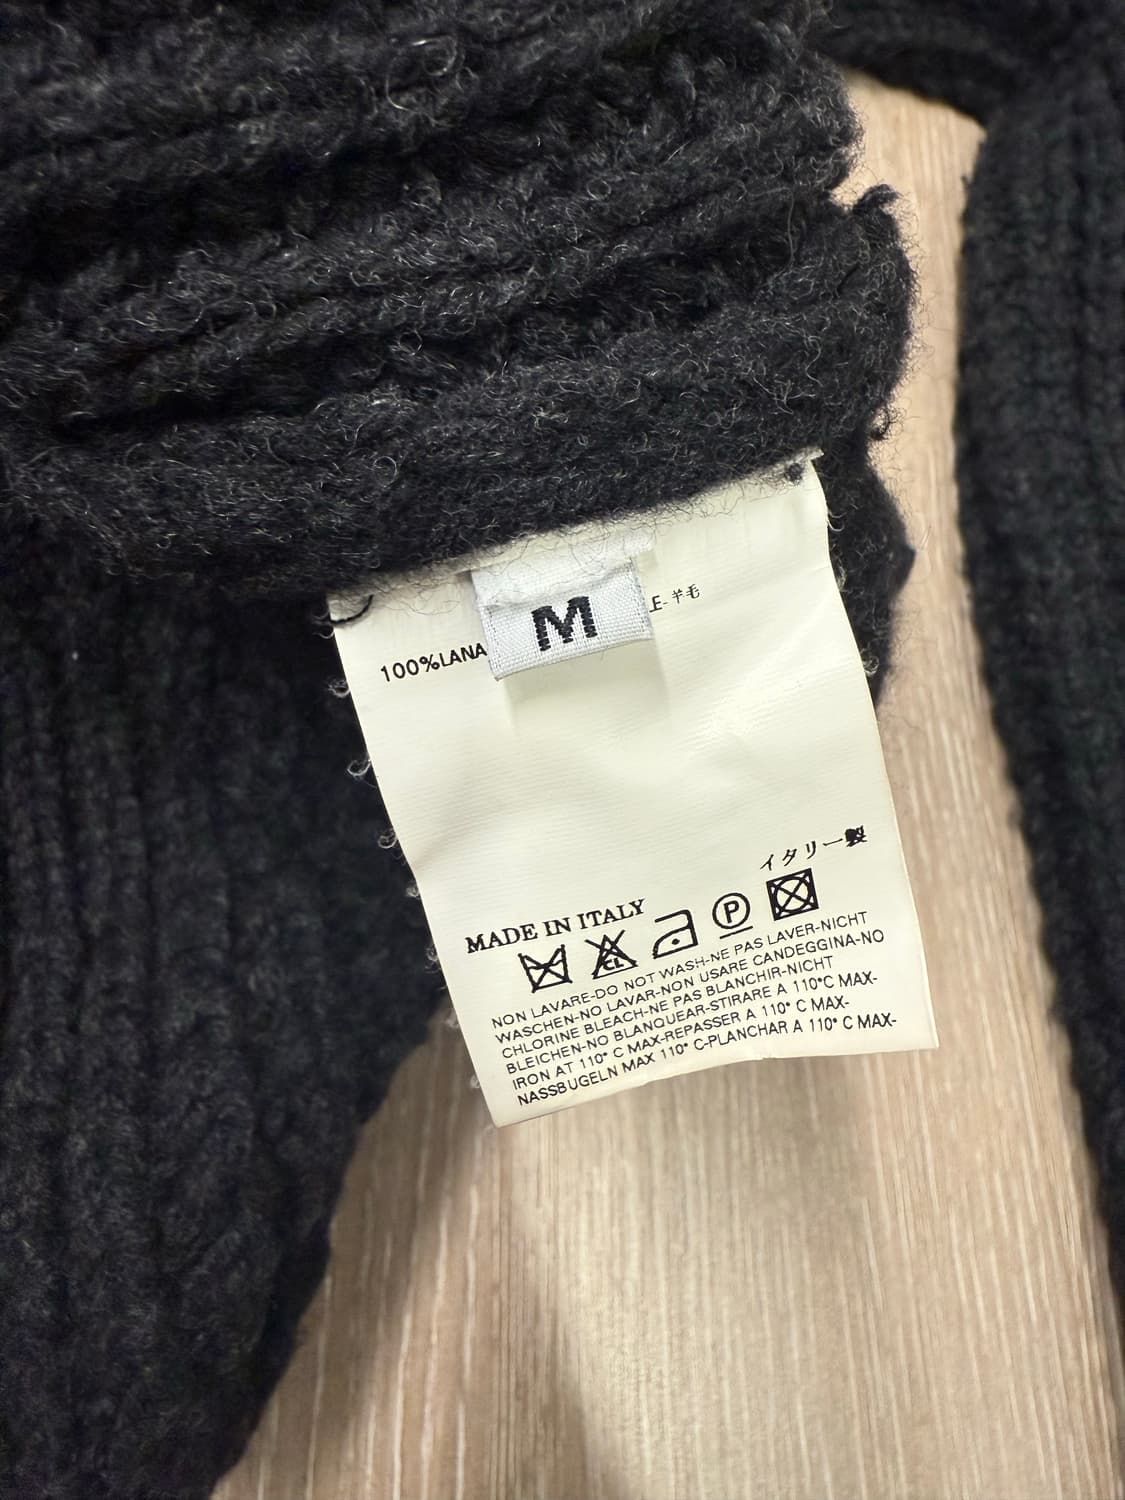 M
100%LANA
E-羊毛
イタリー製
MADE IN ITALY
CL
P
NON LAVARE-DO NOT WASH-NE PAS LAVER-NICHT
WASCHEN-NO LAVAR-NON USARE CANDEGGINA-NO
CHLORINE BLEACH-NE PAS BLANCHIR-NICHT
BLEICHEN-NO BLANQUEAR-STIRARE A 110°C MAX-
IRON AT 110° C MAX-REPASSER A 110° C MAX-
NASSBUGELN MAX 110° C-PLANCHAR A 110° C MAX-